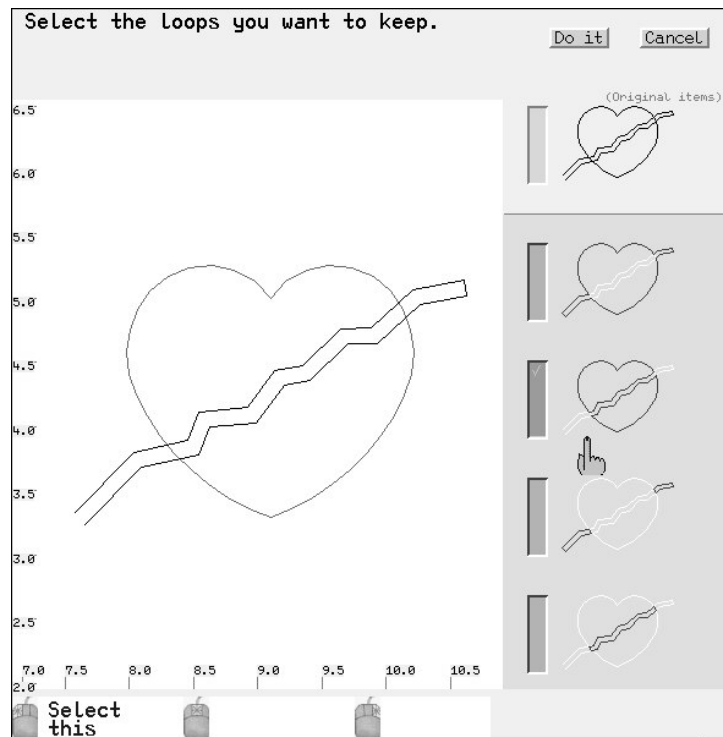 Select the loops you want to keep.
Do it
Cancel
(Original items)
6.5
6.0
5.5
5.0
4.5
4.0
3.5
3.0
2.5
2.0
7.0 7.5 8.0 8.5 9.0 9.5 10.0 10.5
Select
this